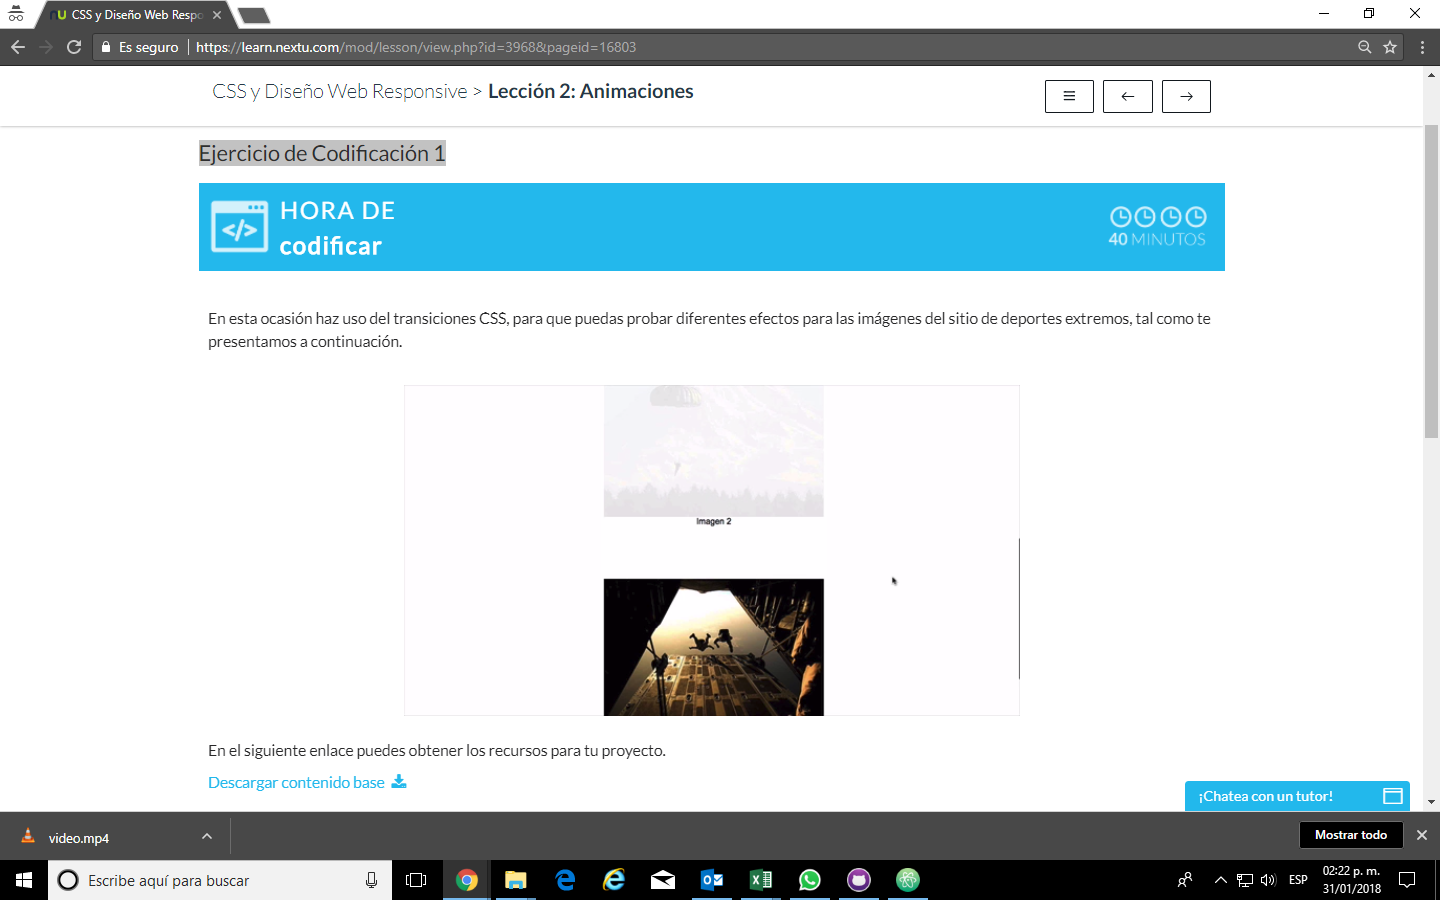 CSS y Diseño Web Respo
Es seguro
https://learn.nextu.com/mod/lesson/view.php?id=3968&pageid=16803
CSS y Diseño Web Responsive > Lección 2: Animaciones
Ejercicio de Codificación 1
HORA DE
codificar
40 MINUTOS
En esta ocasión haz uso del transiciones CSS, para que puedas probar diferentes efectos para las imágenes del sitio de deportes extremos, tal como te
presentamos a continuación.
Imagen 2
En el siguiente enlace puedes obtener los recursos para tu proyecto.
Descargar contenido base
¡Chatea con un tutor!
video.mp4
Mostrar todo
Escribe aquí para buscar
ESP
02:22 p. m.
31/01/2018